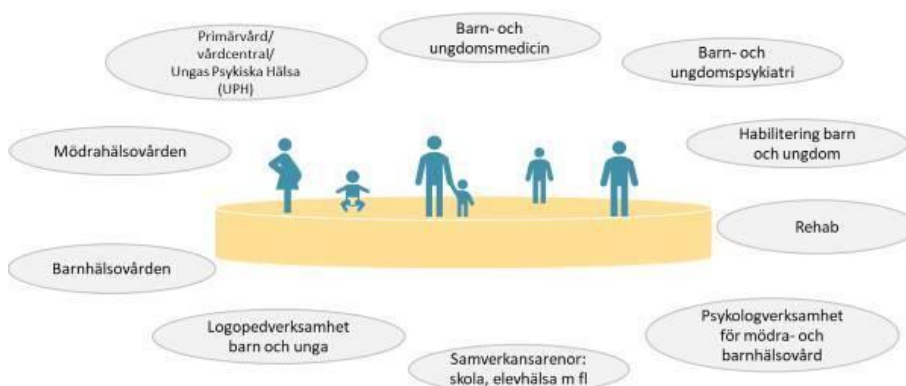 Primärvård/
vårdcentral/
Ungas Psykiska Hälsa
(UPH)
Barn- och
ungdomsmedicin
Barn- och
ungdomspsykiatri
Mödrahälsovården
Habilitering barn
och ungdom
Rehab
Barnhälsovården
Logopedverksamhet
barn och unga
Samverkansarenor:
skola, elevhälsa m fl
Psykologverksamhet
för mödra- och
barnhälsovård